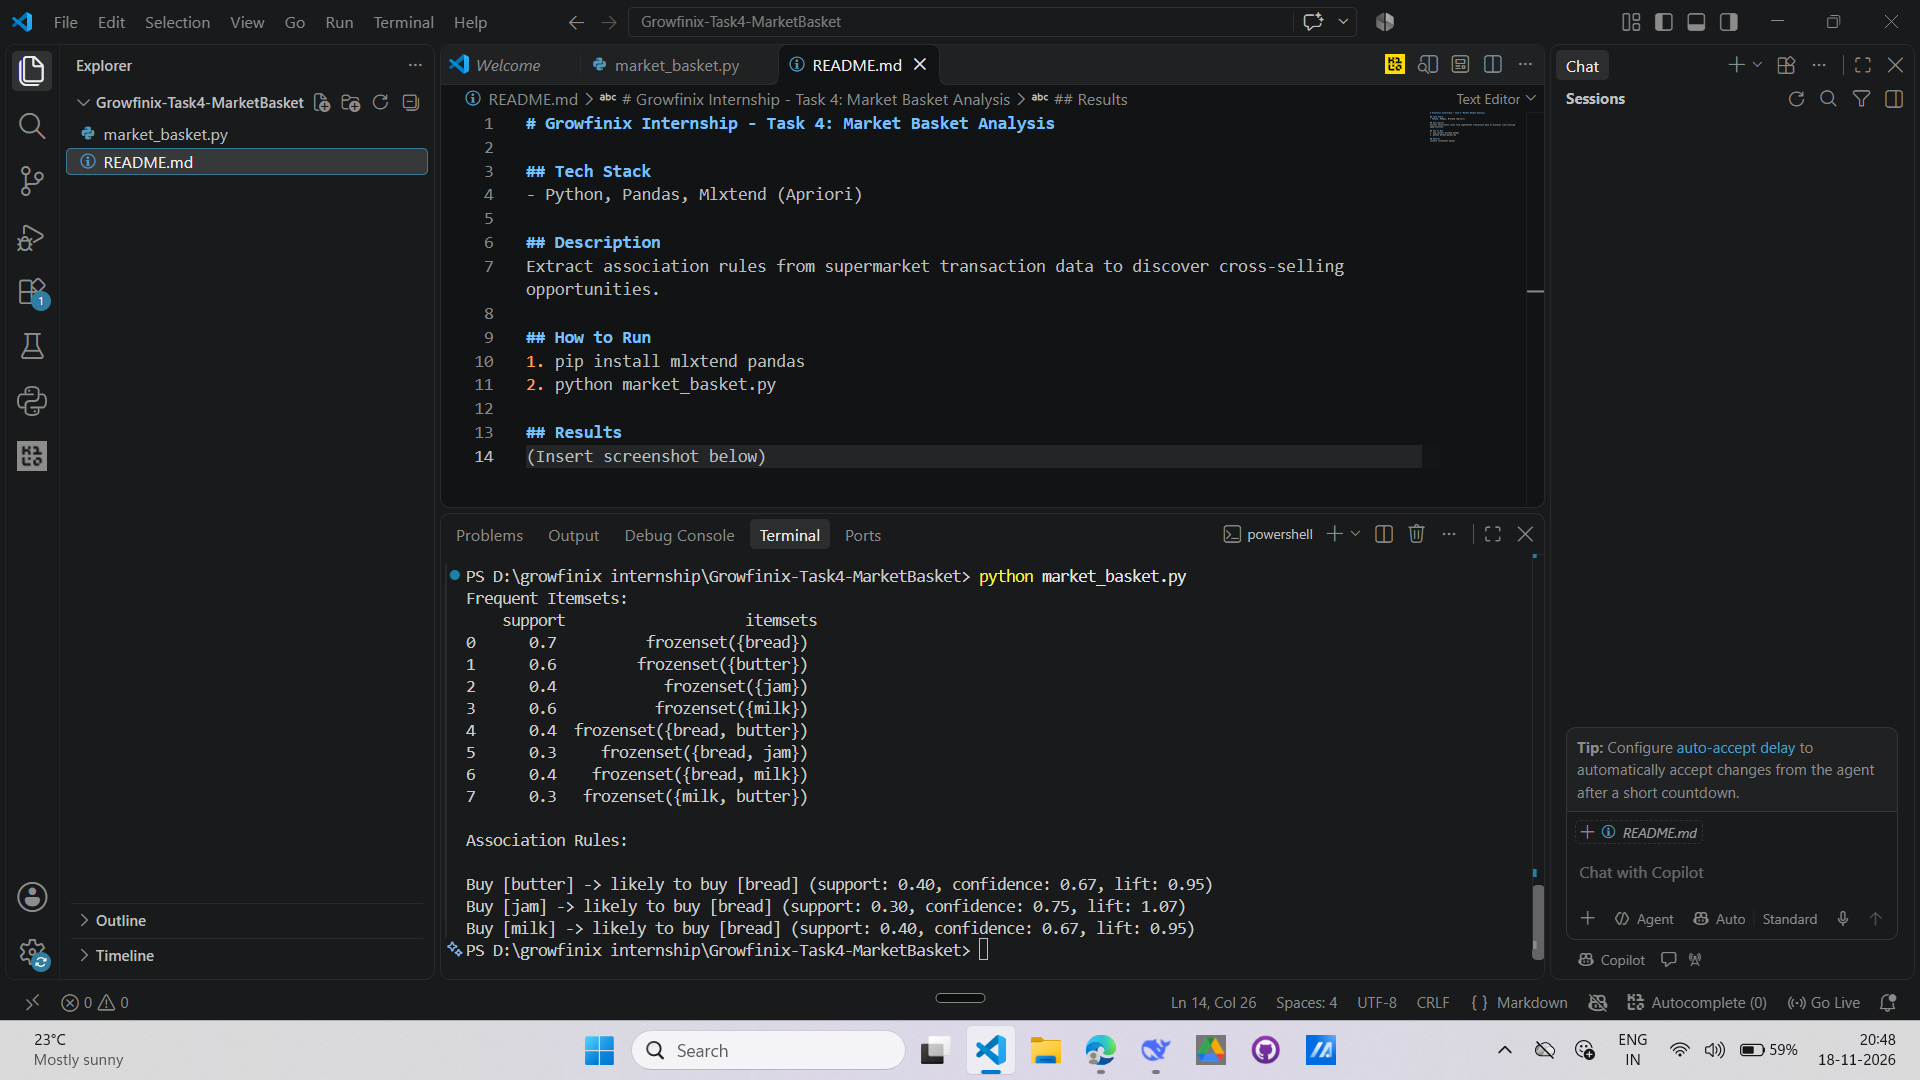 File Edit Selection View Go Run Terminal Help
Growfinix-Task4-MarketBasket
Explorer
Growfinix-Task4-MarketBasket
market_basket.py
README.md
1
Outline
Timeline
Welcome
market_basket.py
README.md
README.md > # Growfinix Internship - Task 4: Market Basket Analysis > ## Results
Text Editor
1 # Growfinix Internship - Task 4: Market Basket Analysis
2
3 ## Tech Stack
4 - Python, Pandas, Mlxtend (Apriori)
5
6 ## Description
7 Extract association rules from supermarket transaction data to discover cross-selling
opportunities.
8
9 ## How to Run
10 1. pip install mlxtend pandas
11 2. python market_basket.py
12
13 ## Results
14 (Insert screenshot below)
Problems Output Debug Console Terminal Ports
powershell
PS D:\growfinix internship\Growfinix-Task4-MarketBasket> python market_basket.py
Frequent Itemsets:
support itemsets
0 0.7 frozenset({bread})
1 0.6 frozenset({butter})
2 0.4 frozenset({jam})
3 0.6 frozenset({milk})
4 0.4 frozenset({bread, butter})
5 0.3 frozenset({bread, jam})
6 0.4 frozenset({bread, milk})
7 0.3 frozenset({milk, butter})
Association Rules:
Buy [butter] -> likely to buy [bread] (support: 0.40, confidence: 0.67, lift: 0.95)
Buy [jam] -> likely to buy [bread] (support: 0.30, confidence: 0.75, lift: 1.07)
Buy [milk] -> likely to buy [bread] (support: 0.40, confidence: 0.67, lift: 0.95)
PS D:\growfinix internship\Growfinix-Task4-MarketBasket>
Chat
Sessions
Tip: Configure auto-accept delay to
automatically accept changes from the agent
after a short countdown.
README.md
Chat with Copilot
Agent Auto Standard
Copilot
0 0
Ln 14, Col 26 Spaces: 4 UTF-8 CRLF { } Markdown Autocomplete (0) Go Live
23°C
Mostly sunny
Search
ENG
IN
59%
20:48
18-11-2026